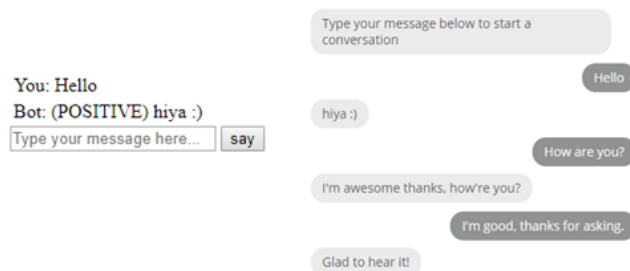 You: Hello
Bot: (POSITIVE) hiya :)
Type your message here... say
Type your message below to start a
conversation
Hello
hiya :)
How are you?
I'm awesome thanks, how're you?
I'm good, thanks for asking.
Glad to hear it!